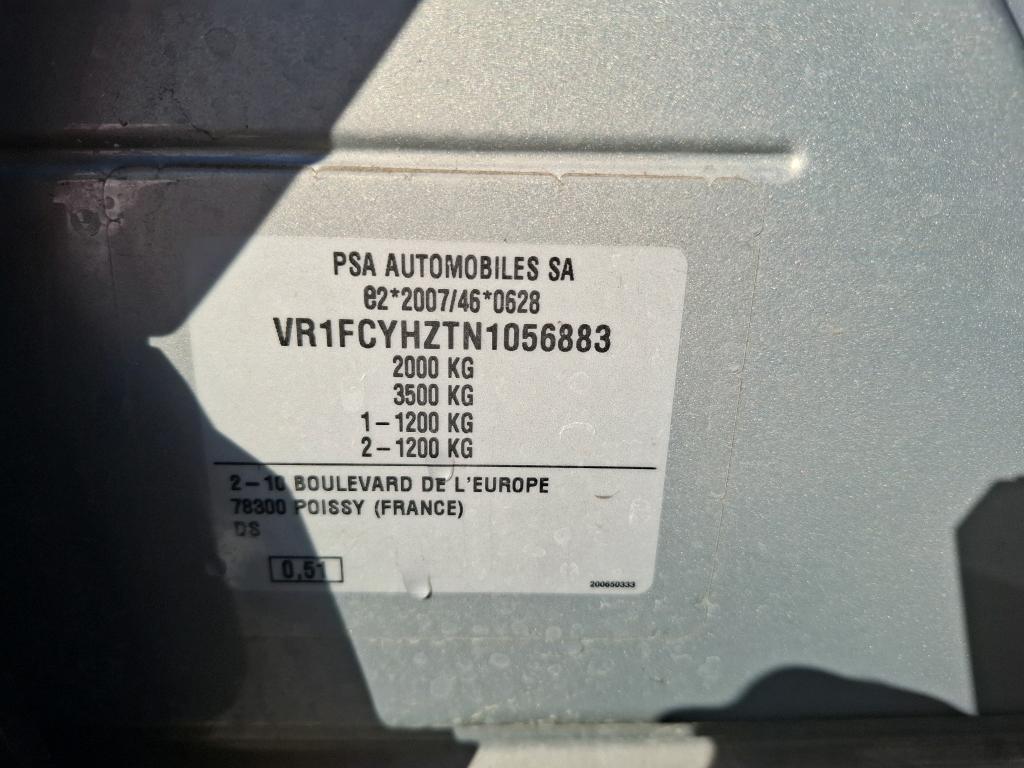 PSA AUTOMOBILES SA
e2*2007/46*0628
VR1FCYHZTN1056883
2000 KG
3500 KG
1-1200 KG
2-1200 KG
2-10 BOULEVARD DE L'EUROPE
78300 POISSY (FRANCE)
DS
0,51
200650333